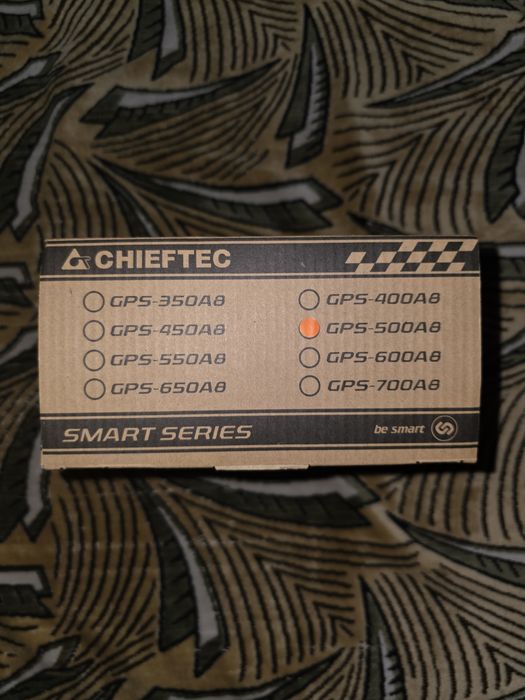 CHIEFTEC
GPS-350A8 GPS-400A8
GPS-450A8 GPS-500A8
GPS-550A8 GPS-600A8
GPS-650A8 GPS-700A8
SMART SERIES be smart